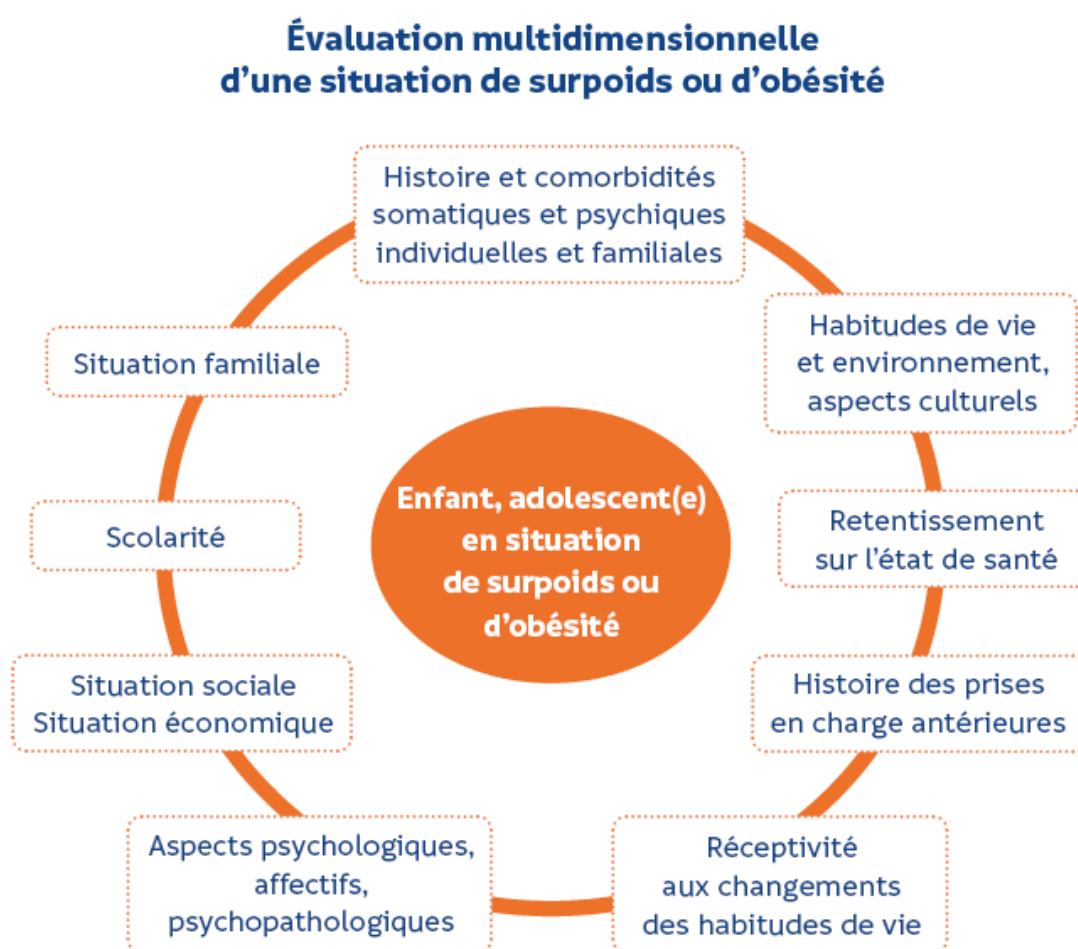 Évaluation multidimensionnelle
d'une situation de surpoids ou d'obésité
Histoire et comorbidités
somatiques et psychiques
individuelles et familiales
Habitudes de vie
et environnement,
aspects culturels
Retentissement
sur l'état de santé
Histoire des prises
en charge antérieures
Réceptivité
aux changements
des habitudes de vie
Aspects psychologiques,
affectifs,
psychopathologiques
Situation sociale
Situation économique
Scolarité
Situation familiale
Enfant, adolescent(e)
en situation
de surpoids ou
d'obésité